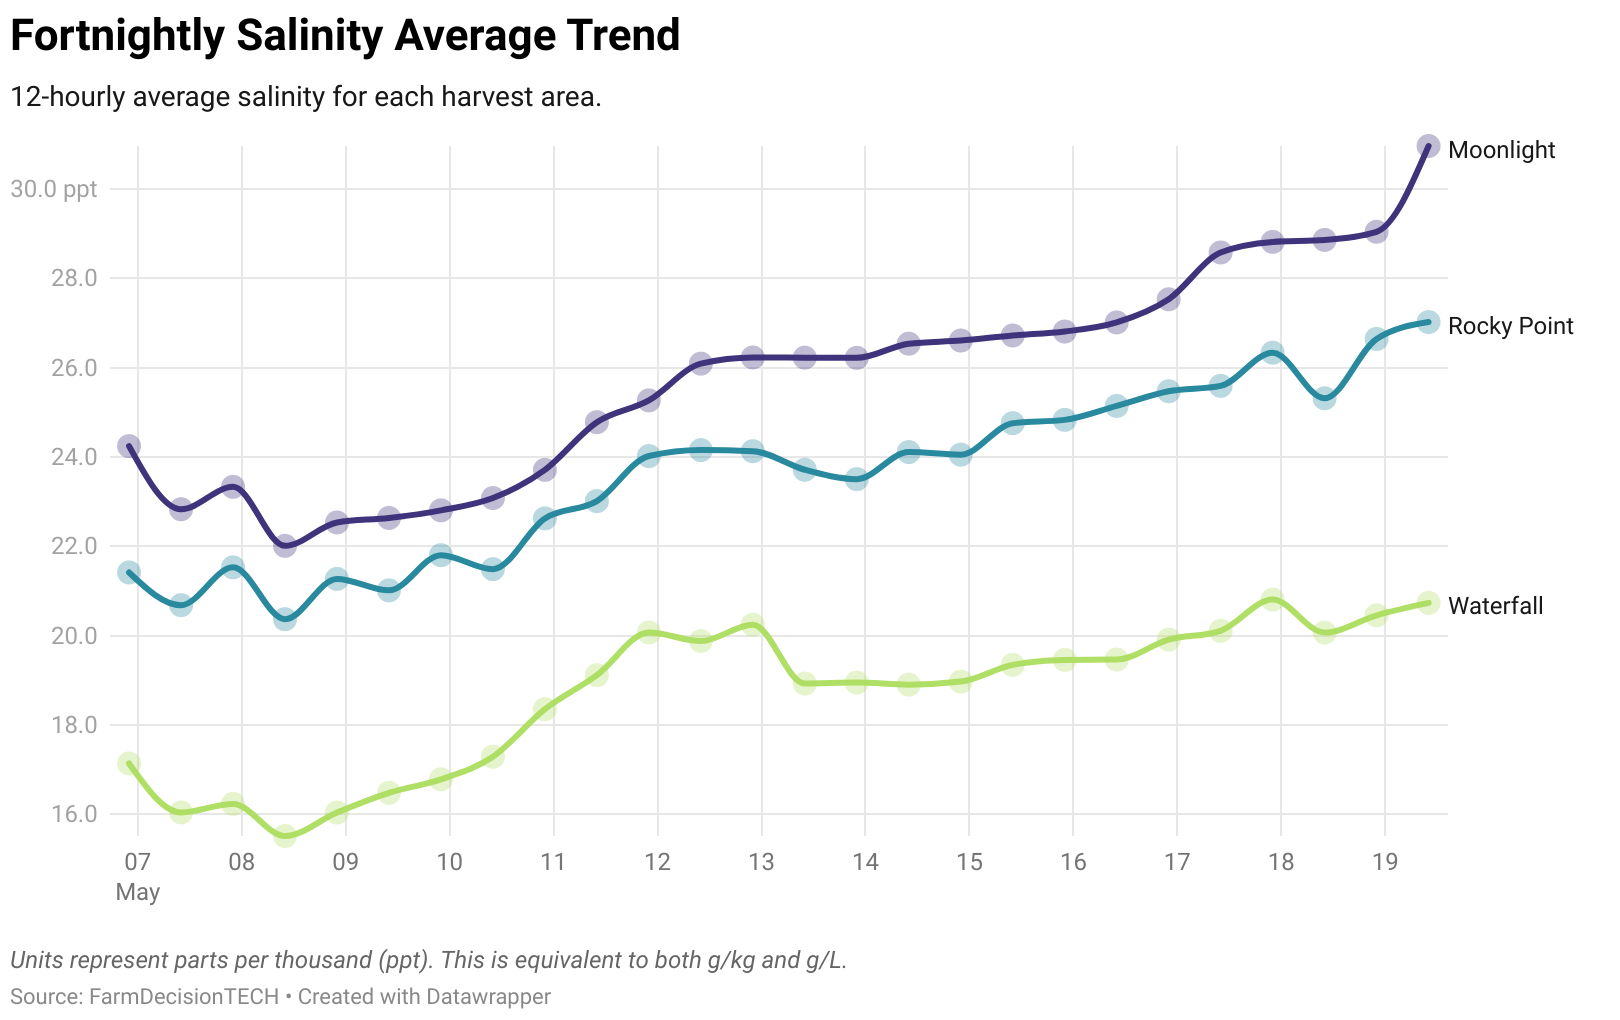 Fortnightly Salinity Average Trend
12-hourly average salinity for each harvest area.
Moonlight
30.0 ppt
28.0
Rocky Point
26.0
24.0
22.0
20.0
Waterfall
18.0
16.0
07 08 09 10 11 12 13 14 15 16 17 18 19
May
Units represent parts per thousand (ppt). This is equivalent to both g/kg and g/L.
Source: FarmDecisionTECH • Created with Datawrapper